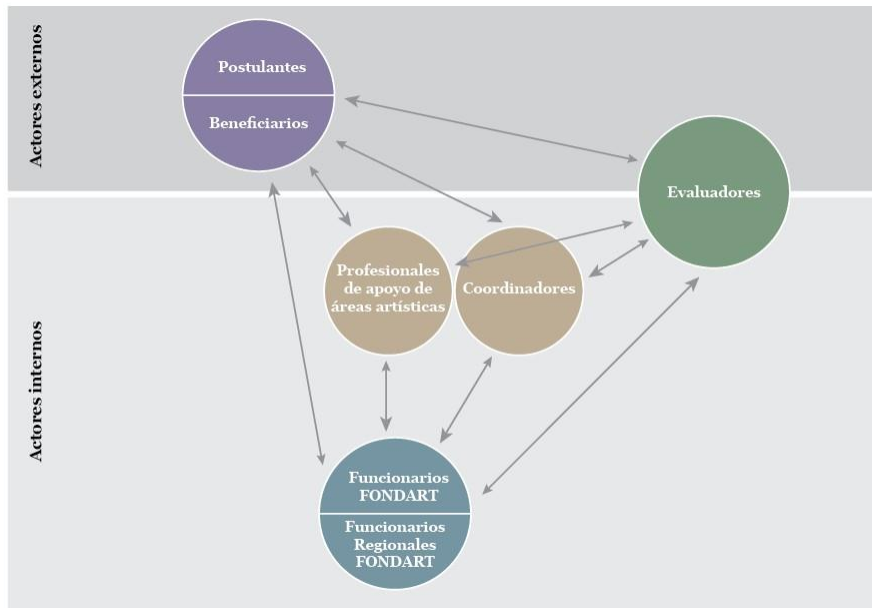 Actores externos
Postulantes
Beneficiarios
Evaluadores
Actores internos
Profesionales
de apoyo de
áreas artísticas
Coordinadores
Funcionarios
FONDART
Funcionarios
Regionales
FONDART